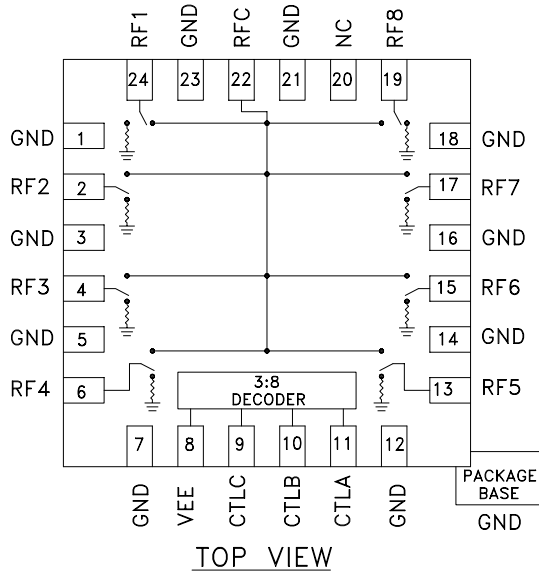 RF1 GND RFC GND NC RF8
24 23 22 21 20 19
GND 1 18 GND
RF2 2 17 RF7
GND 3 16 GND
RF3 4 15 RF6
GND 5 14 GND
RF4 6 13 RF5
3:8
DECODER
7 8 9 10 11 12
GND VEE CTLC CTLB CTLA GND
PACKAGE
BASE
GND
TOP VIEW